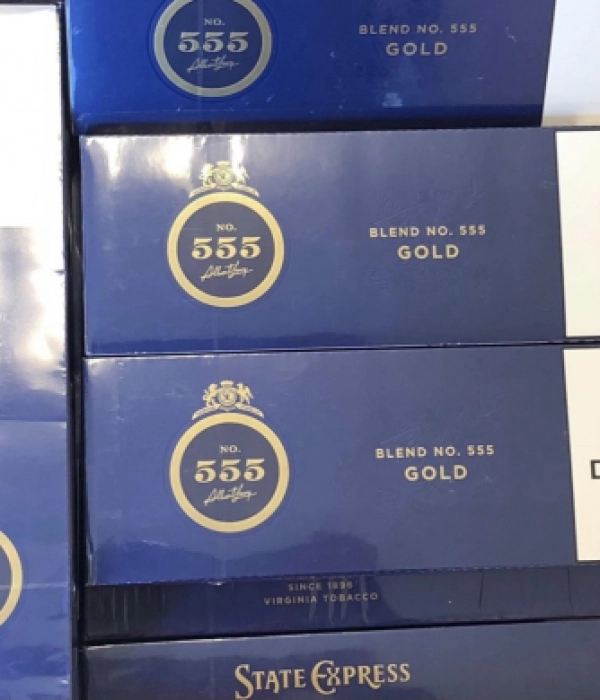 NO.
555
BLEND NO. 555
GOLD
NO.
555
BLEND NO. 555
GOLD
NO.
555
BLEND NO. 555
GOLD
SINCE 1896
VIRGINIA TOBACCO
STATE EXPRESS